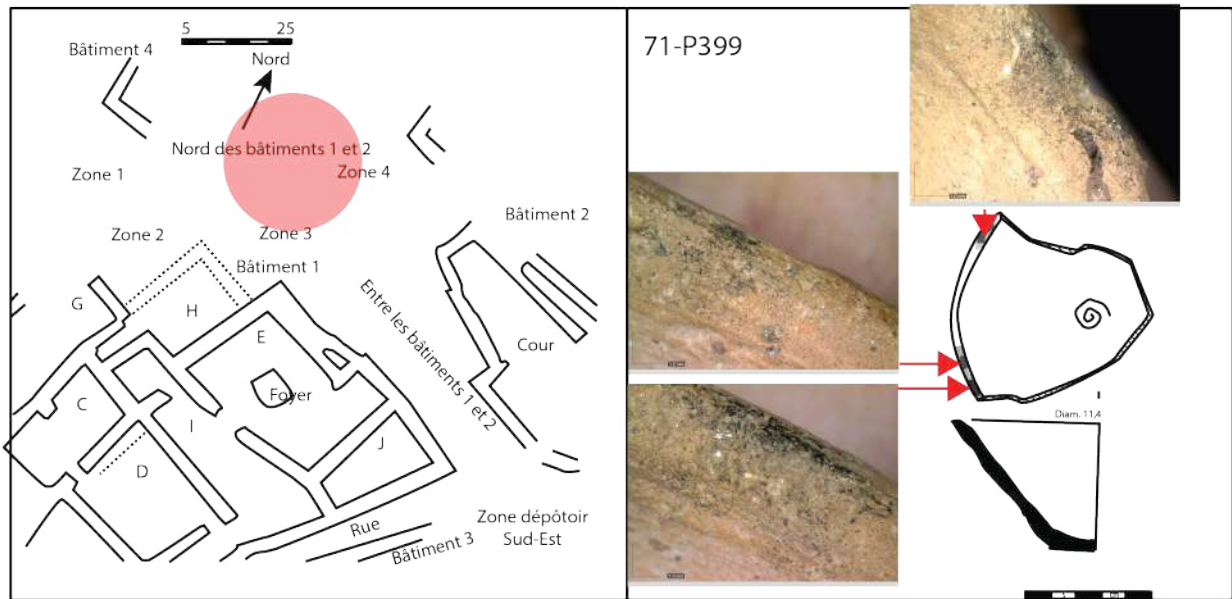 5 25
Bâtiment 4
Nord
Nord des bâtiments 1 et 2
Zone 1
Zone 4
Zone 2
Zone 3
Bâtiment 2
Bâtiment 1
G
H
E
Entre les bâtiments 1 et 2
Cour
C
Foyer
I
J
D
Rue
Zone dépôtoir
Sud-Est
Bâtiment 3
71-P399
Diam. 11,4